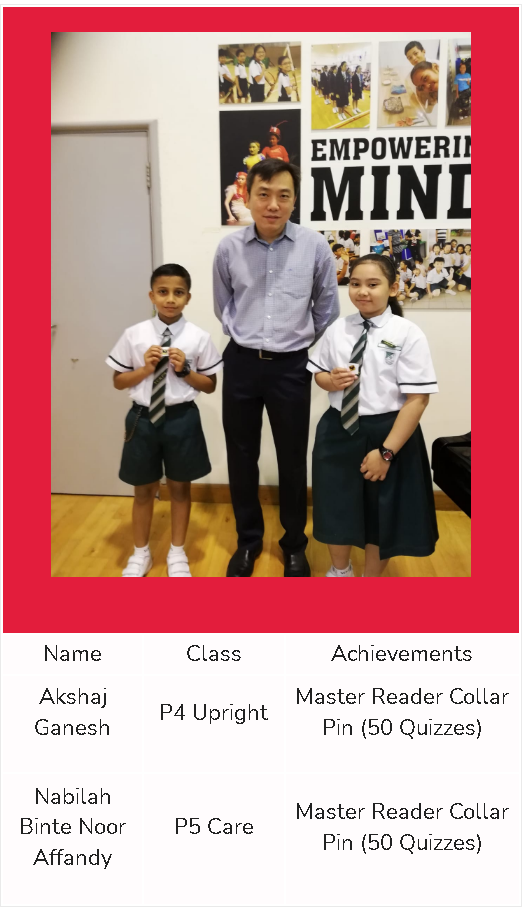 EMPOWERIN
MIND
Name Class Achievements
Akshaj
Ganesh
P4 Upright
Master Reader Collar
Pin (50 Quizzes)
Nabilah
Binte Noor
Affandy
P5 Care
Master Reader Collar
Pin (50 Quizzes)